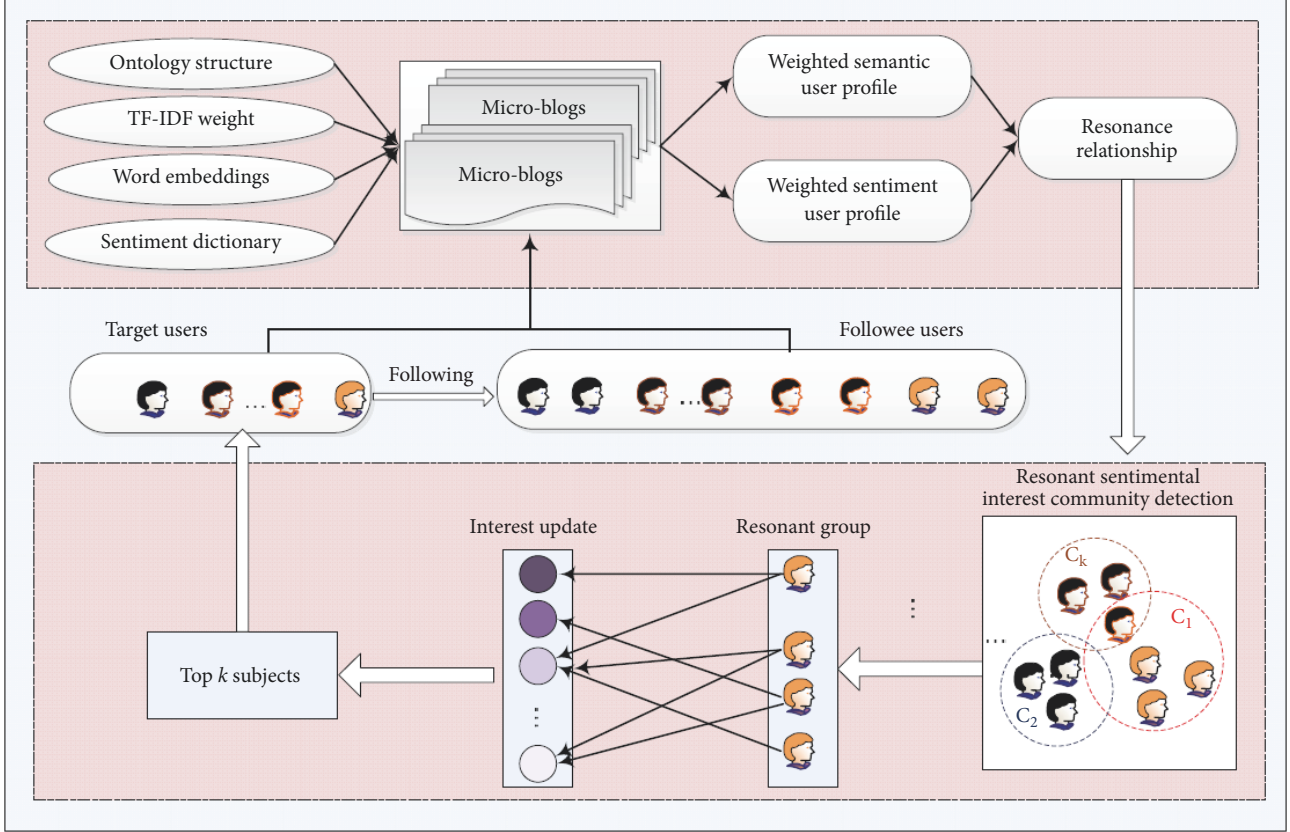 Ontology structure
TF-IDF weight
Word embeddings
Sentiment dictionary
Micro-blogs
Micro-blogs
Weighted semantic
user profile
Weighted sentiment
user profile
Resonance
relationship
Target users
Followee users
...
Following
...
Resonant sentimental
interest community detection
Interest update
Resonant group
Ck
C1
C2
...
...
...
Top k subjects